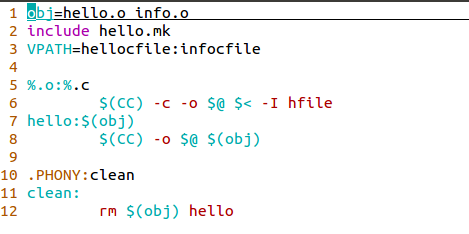 1 obj=hello.o info.o
2 include hello.mk
3 VPATH=hellocfile:infocfile
4
5 %.o:%.c
6         $(CC) -c -o $@ $< -I hfile
7 hello:$(obj)
8         $(CC) -o $@ $(obj)
9
10 .PHONY:clean
11 clean:
12         rm $(obj) hello